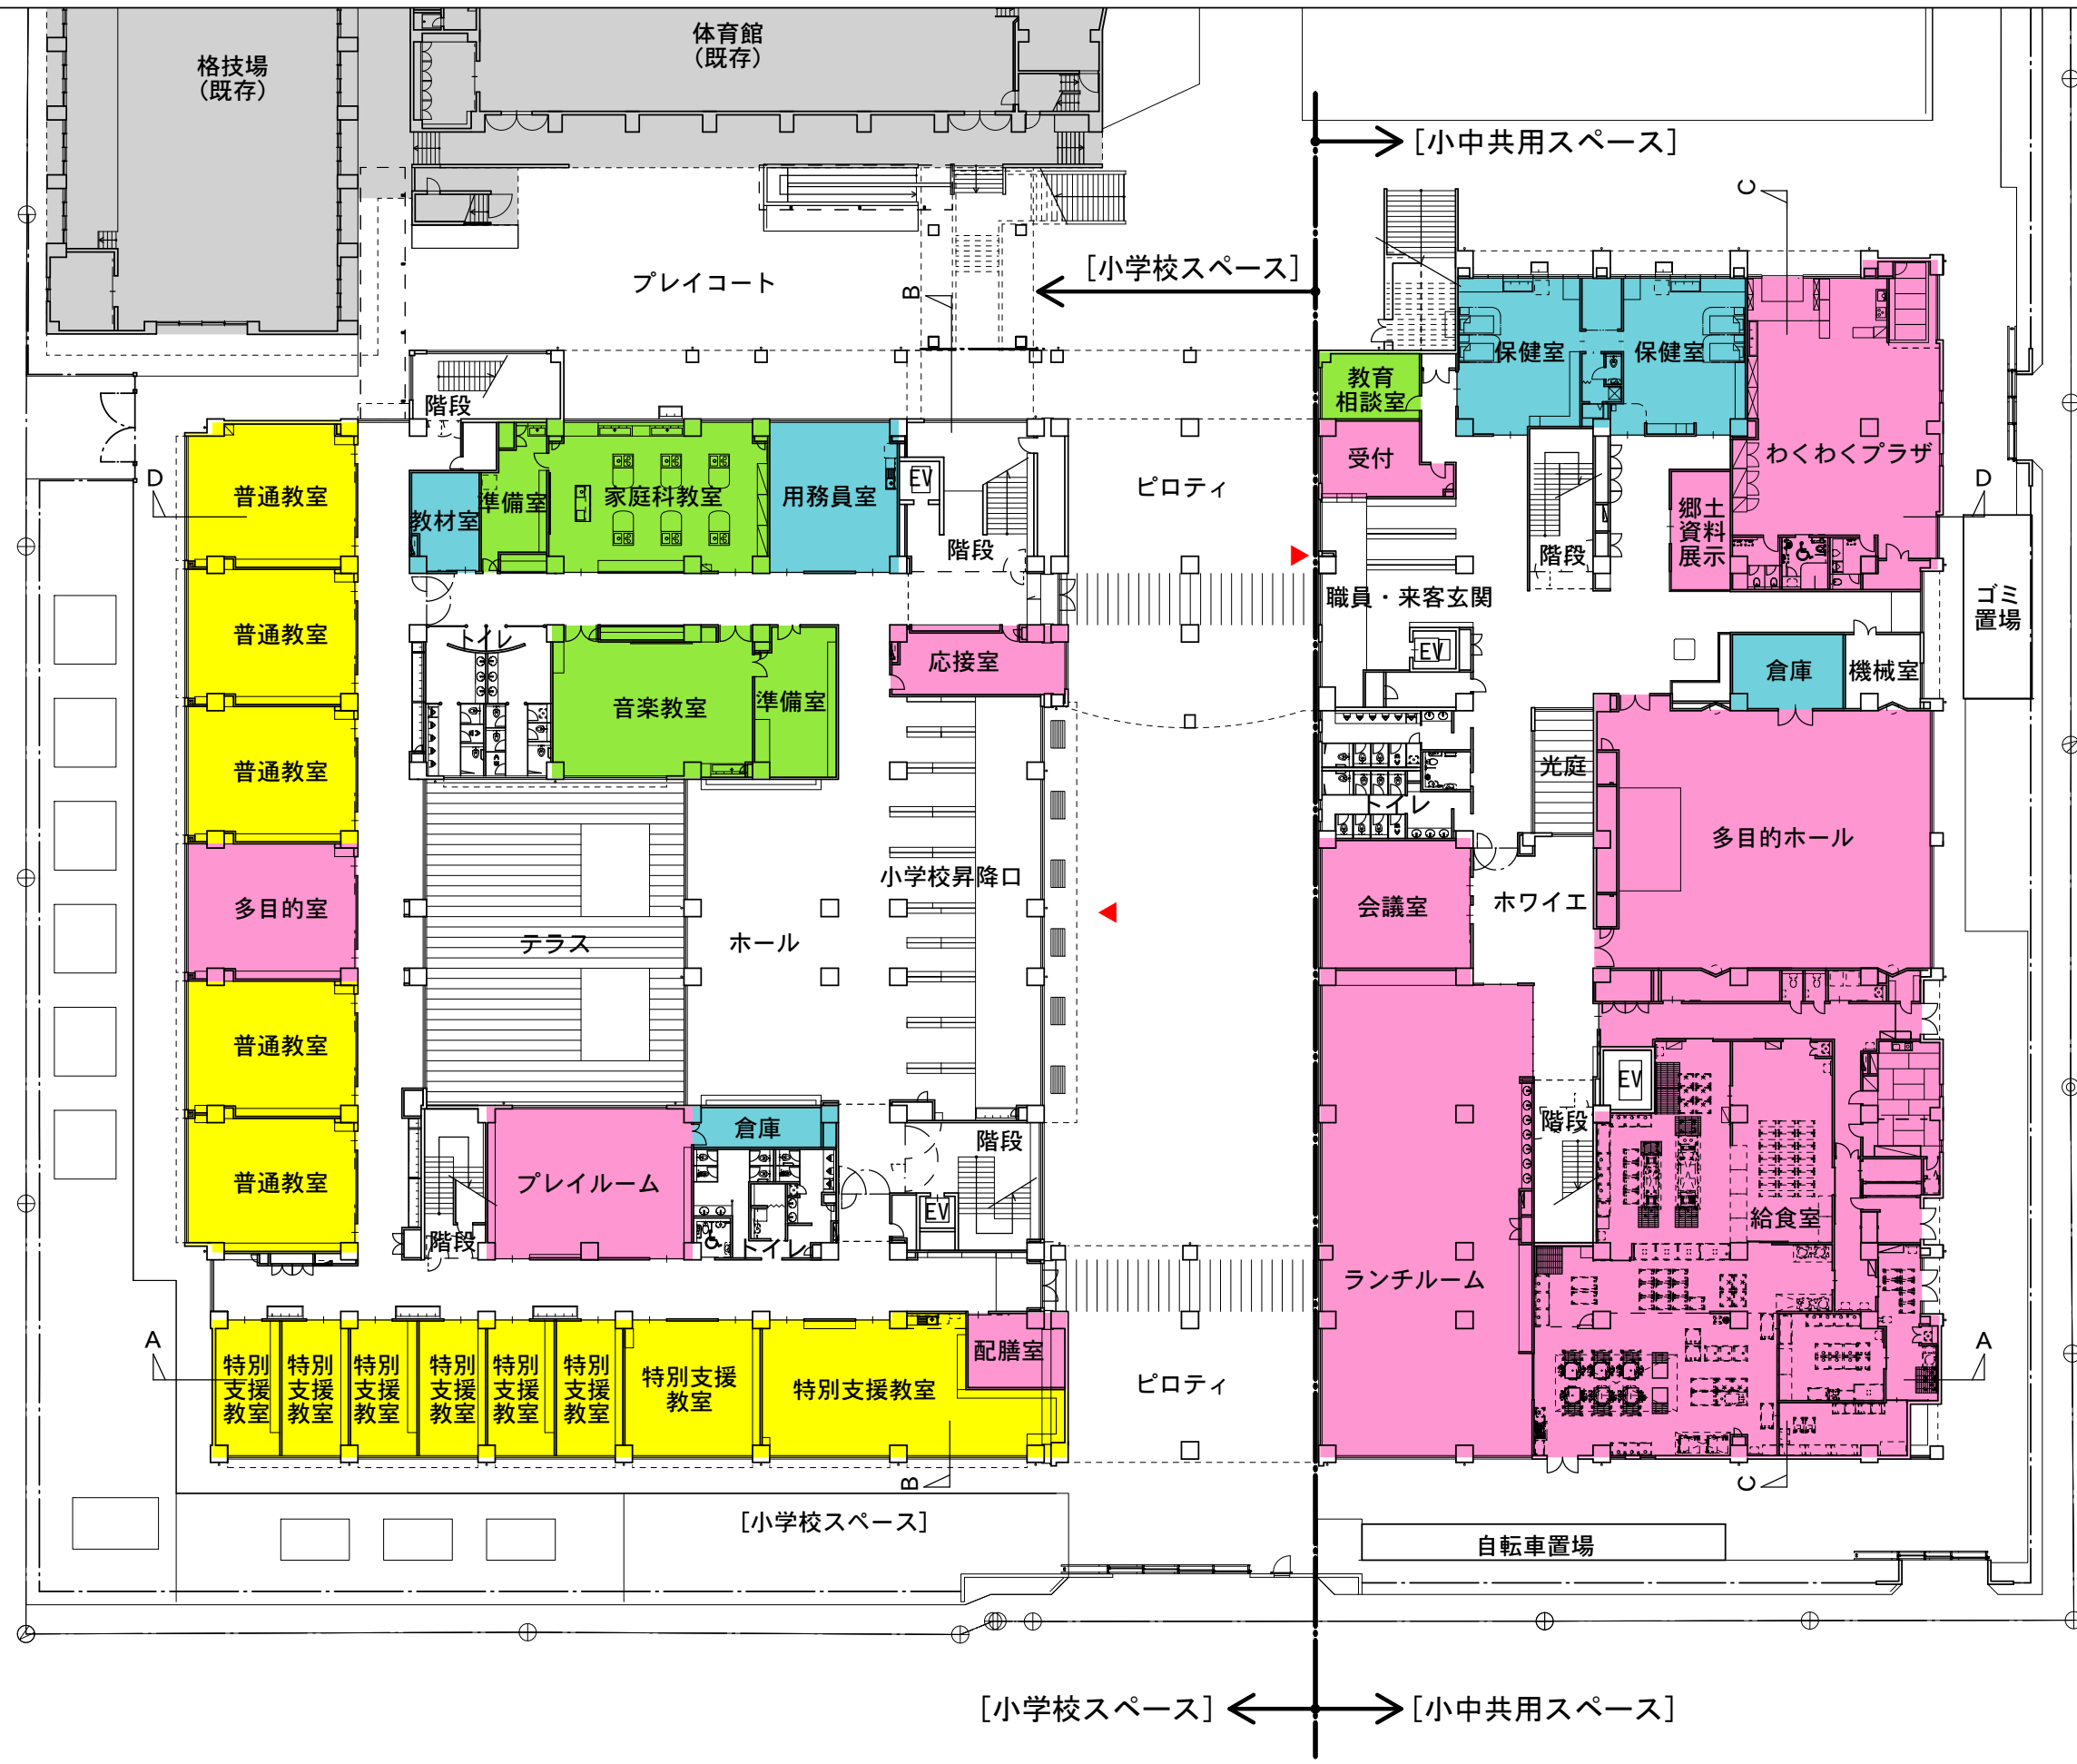 格技場
（既存）
体育館
（既存）
[小中共用スペース]
C
[小学校スペース]
プレイコート
B
階段
保健室
保健室
教育
相談室
受付
わくわくプラザ
D
普通教室
教材室
準備室
家庭科教室
用務員室
EV
階段
ピロティ
階段
郷土
資料
展示
D
職員・来客玄関
ゴミ
置場
普通教室
トイレ
音楽教室
準備室
応接室
EV
倉庫
機械室
普通教室
光庭
トイレ
多目的ホール
多目的室
テラス
ホール
小学校昇降口
会議室
ホワイエ
普通教室
EV
階段
普通教室
プレイルーム
倉庫
階段
階段
トイレ
EV
給食室
ランチルーム
A
特別
支援
教室
特別
支援
教室
特別
支援
教室
特別
支援
教室
特別
支援
教室
特別
支援
教室
特別支援
教室
特別支援教室
配膳室
ピロティ
A
B
C
[小学校スペース]
自転車置場
[小学校スペース]
[小中共用スペース]